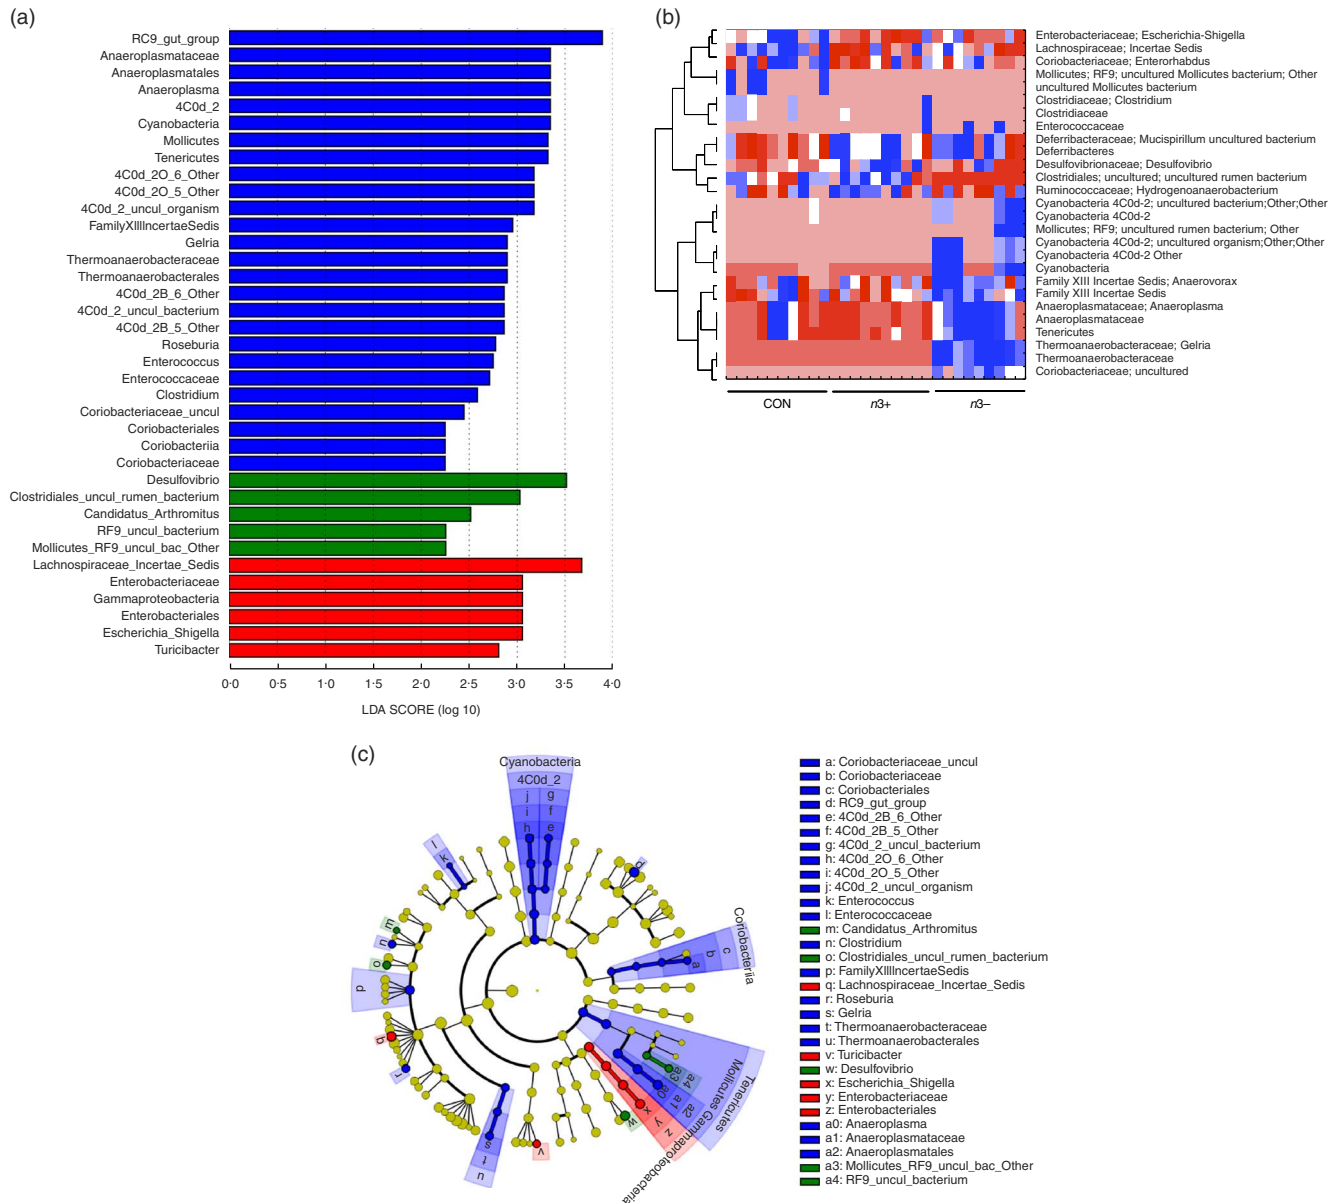 (a)
RC9_gut_group
Anaeroplasmataceae
Anaeroplasmatales
Anaeroplasma
4C0d_2
Cyanobacteria
Mollicutes
Tenericutes
4C0d_2O_6_Other
4C0d_2O_5_Other
4C0d_2_uncul_organism
FamilyXIIIIncertaeSedis
Gelria
Thermoanaerobacteraceae
Thermoanaerobacterales
4C0d_2B_6_Other
4C0d_2_uncul_bacterium
4C0d_2B_5_Other
Roseburia
Enterococcus
Enterococcaceae
Clostridium
Coriobacteriaceae_uncul
Coriobacteriales
Coriobacteriia
Coriobacteriaceae
Desulfovibrio
Clostridiales_uncul_rumen_bacterium
Candidatus_Arthromitus
RF9_uncul_bacterium
Mollicutes_RF9_uncul_bac_Other
Lachnospiraceae_Incertae_Sedis
Enterobacteriaceae
Gammaproteobacteria
Enterobacteriales
Escherichia_Shigella
Turicibacter
0·0 0·5 1·0 1·5 2·0 2·5 3·0 3·5 4·0
LDA SCORE (log 10)
(b)
Enterobacteriaceae; Escherichia-Shigella
Lachnospiraceae; Incertae Sedis
Coriobacteriaceae; Enterorhabdus
Mollicutes; RF9; uncultured Mollicutes bacterium; Other
uncultured Mollicutes bacterium
Clostridiaceae; Clostridium
Clostridiaceae
Enterococcaceae
Deferribacteraceae; Mucispirillum uncultured bacterium
Deferribacteres
Desulfovibrionaceae; Desulfovibrio
Clostridiales; uncultured; uncultured rumen bacterium
Ruminococcaceae; Hydrogenoanaerobacterium
Cyanobacteria 4C0d-2; uncultured bacterium;Other;Other
Cyanobacteria 4C0d-2
Mollicutes; RF9; uncultured rumen bacterium; Other
Cyanobacteria 4C0d-2; uncultured organism;Other;Other
Cyanobacteria 4C0d-2 Other
Cyanobacteria
Family XIII Incertae Sedis; Anaerovorax
Family XIII Incertae Sedis
Anaeroplasmataceae; Anaeroplasma
Anaeroplasmataceae
Tenericutes
Thermoanaerobacteraceae; Gelria
Thermoanaerobacteraceae
Coriobacteriaceae; uncultured
CON n3+ n3–
(c)
Cyanobacteria
4C0d_2
j g
i f
h e
l
k
p
m
n
o
d
q
r
s
t
u
v
w
x
y
z
Gammaproteobacteria
a0
a1
a2
a3
a4
Mollicutes
Tenericutes
a
b
c
Coriobacteriia
a: Coriobacteriaceae_uncul
b: Coriobacteriaceae
c: Coriobacteriales
d: RC9_gut_group
e: 4C0d_2B_6_Other
f: 4C0d_2B_5_Other
g: 4C0d_2_uncul_bacterium
h: 4C0d_2O_6_Other
i: 4C0d_2O_5_Other
j: 4C0d_2_uncul_organism
k: Enterococcus
l: Enterococcaceae
m: Candidatus_Arthromitus
n: Clostridium
o: Clostridiales_uncul_rumen_bacterium
p: FamilyXIIIIncertaeSedis
q: Lachnospiraceae_Incertae_Sedis
r: Roseburia
s: Gelria
t: Thermoanaerobacteraceae
u: Thermoanaerobacterales
v: Turicibacter
w: Desulfovibrio
x: Escherichia_Shigella
y: Enterobacteriaceae
z: Enterobacteriales
a0: Anaeroplasma
a1: Anaeroplasmataceae
a2: Anaeroplasmatales
a3: Mollicutes_RF9_uncul_bac_Other
a4: RF9_uncul_bacterium